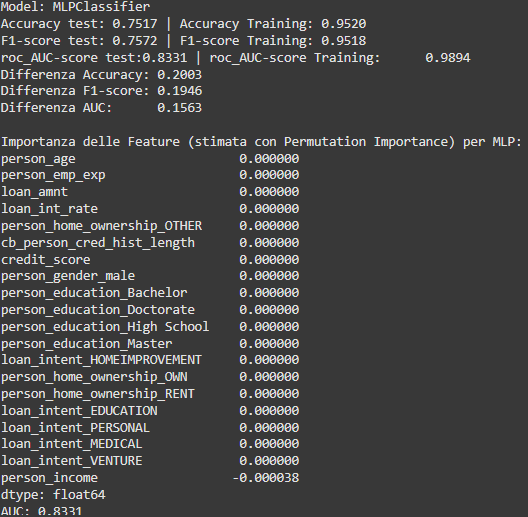 Model: MLPClassifier
Accuracy test: 0.7517 | Accuracy Training: 0.9520
F1-score test: 0.7572 | F1-score Training: 0.9518
roc_AUC-score test:0.8331 | roc_AUC-score Training: 0.9894
Differenza Accuracy: 0.2003
Differenza F1-score: 0.1946
Differenza AUC: 0.1563
Importanza delle Feature (stimata con Permutation Importance) per MLP:
person_age 0.000000
person_emp_exp 0.000000
loan_amnt 0.000000
loan_int_rate 0.000000
person_home_ownership_OTHER 0.000000
cb_person_cred_hist_length 0.000000
credit_score 0.000000
person_gender_male 0.000000
person_education_Bachelor 0.000000
person_education_Doctorate 0.000000
person_education_High School 0.000000
person_education_Master 0.000000
loan_intent_HOMEIMPROVEMENT 0.000000
person_home_ownership_OWN 0.000000
person_home_ownership_RENT 0.000000
loan_intent_EDUCATION 0.000000
loan_intent_PERSONAL 0.000000
loan_intent_MEDICAL 0.000000
loan_intent_VENTURE 0.000000
person_income -0.000038
dtype: float64
AUC: 0.8331